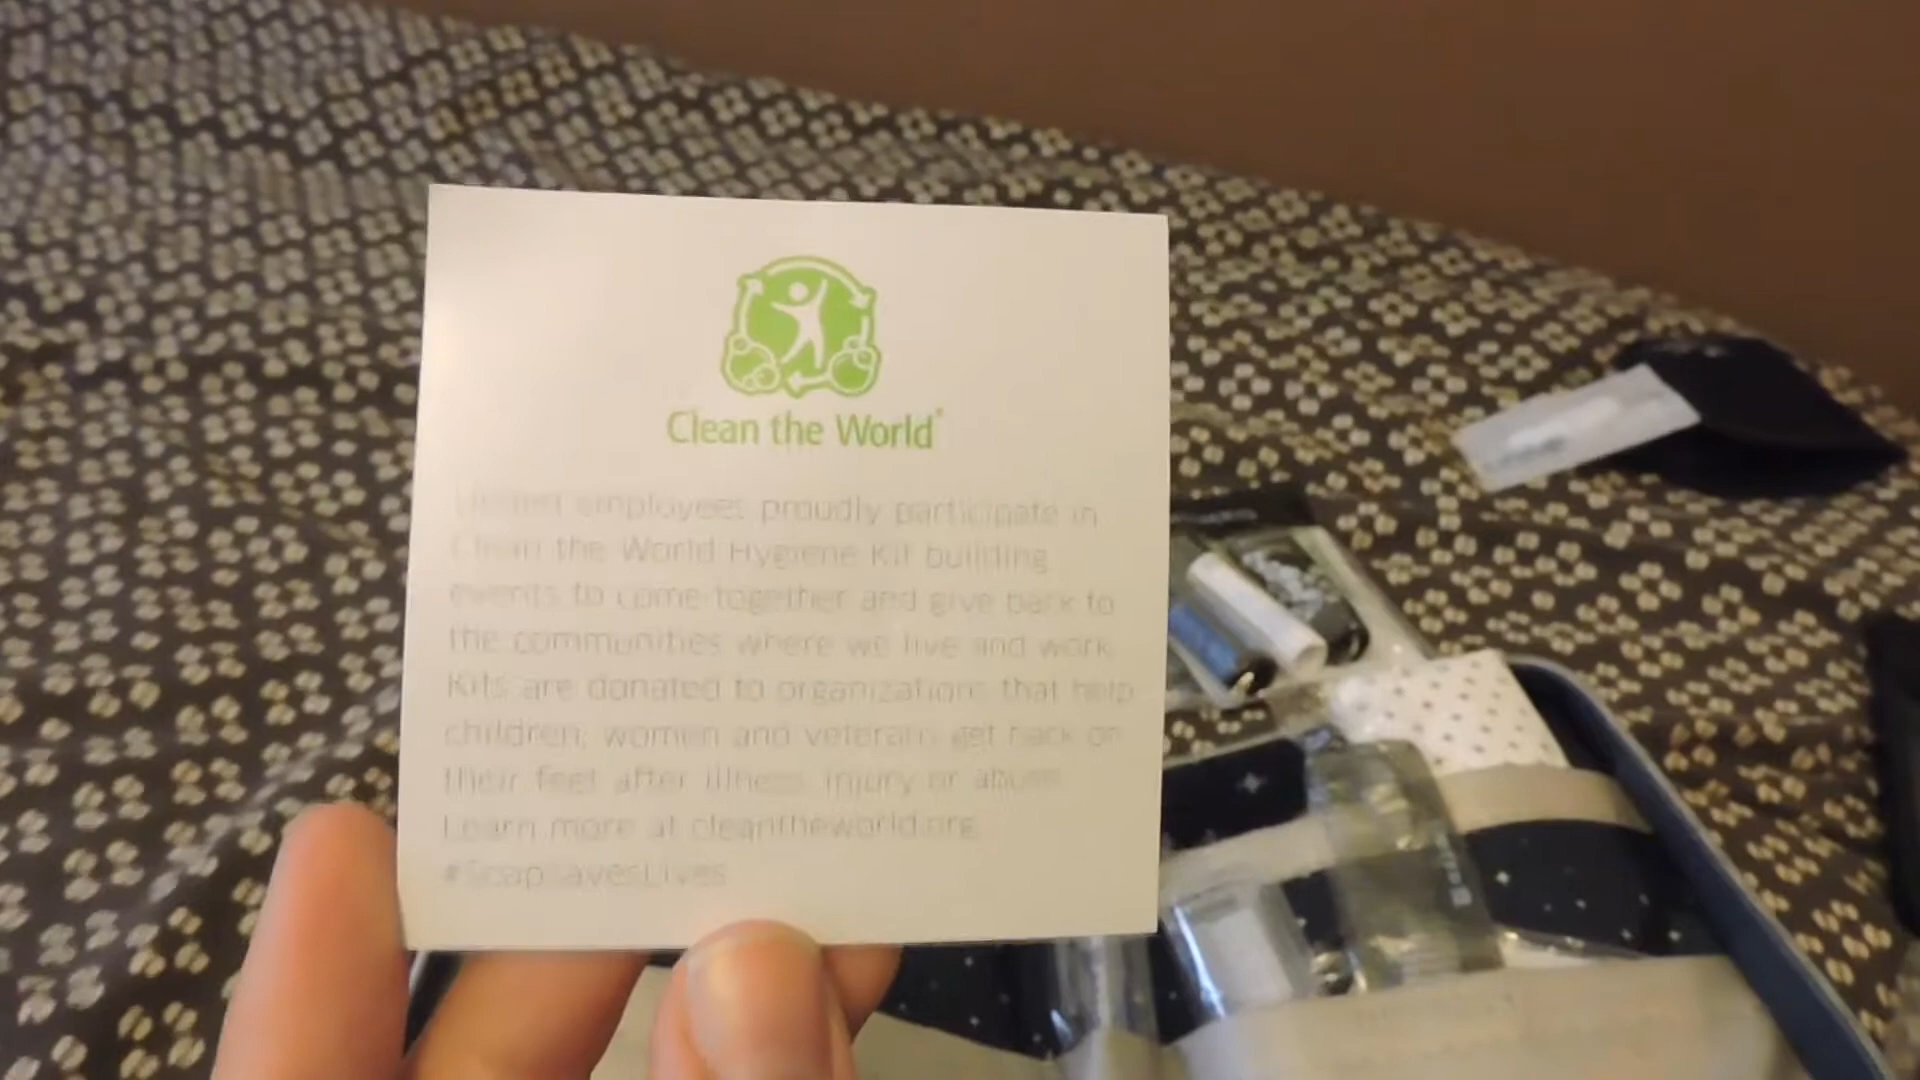 Clean the World®
employees proudly participate in
Clean the World Hygiene Kit building
events to come together and give back to
the communities where we live and work.
Kits are donated to organizations that help
children, women and veterans get back on
their feet after illness, injury or abuse.
Learn more at cleantheworld.org
#SoapSavesLives